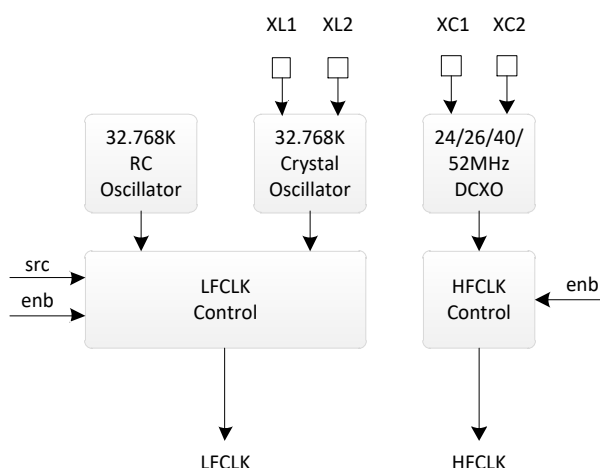 XL1 XL2 XC1 XC2
32.768K
RC
Oscillator
32.768K
Crystal
Oscillator
24/26/40/
52MHz
DCXO
src
enb
LFCLK
Control
HFCLK
Control
enb
LFCLK
HFCLK